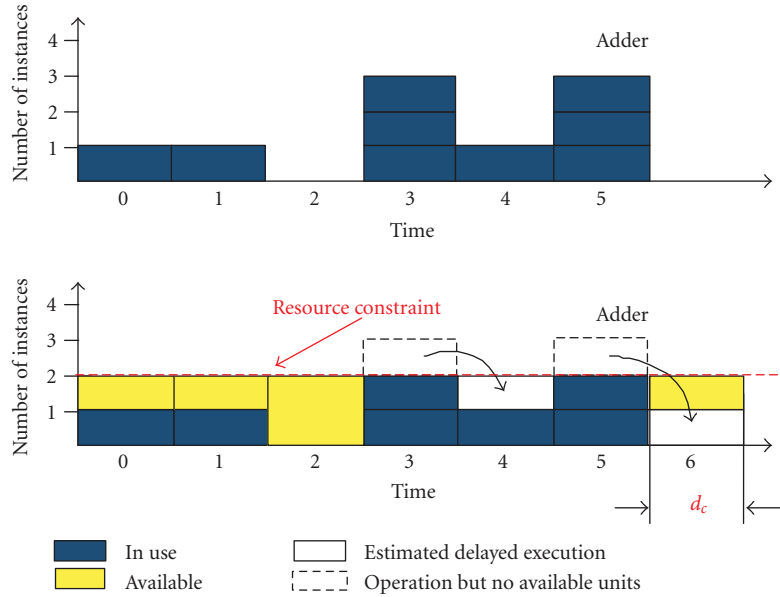 Number of instances
Adder
4
3
2
1
0 1 2 3 4 5
Time
Number of instances
Resource constraint
Adder
4
3
2
1
0 1 2 3 4 5 6
Time
d_c
In use
Estimated delayed execution
Available
Operation but no available units